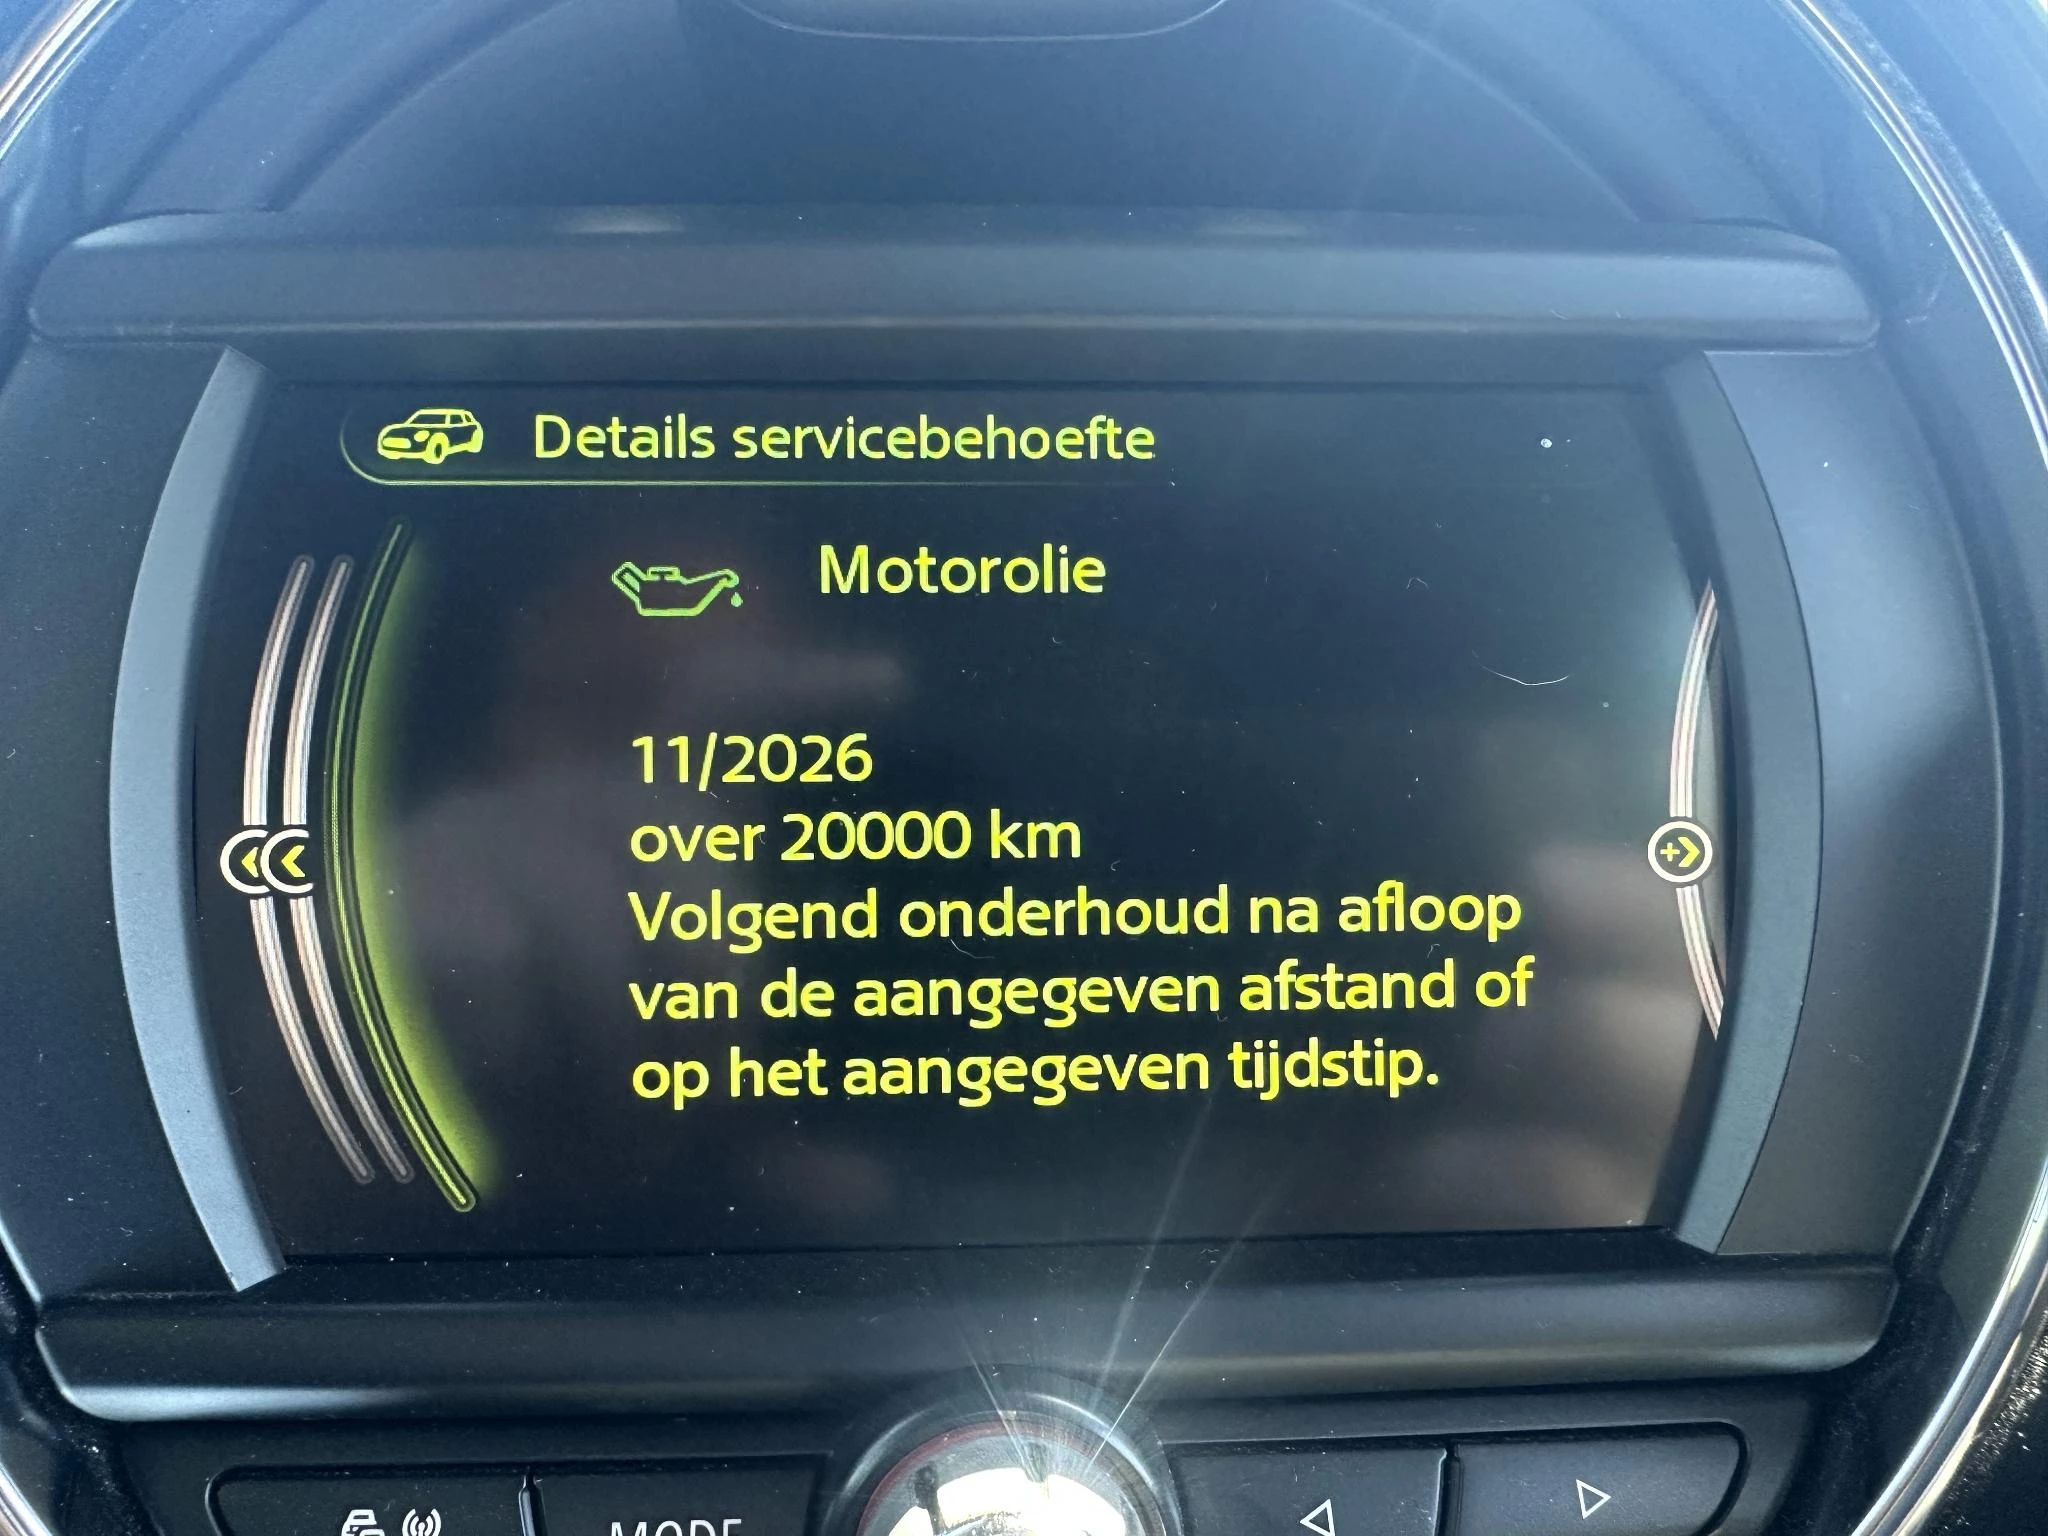 Details servicebehoefte
Motorolie
11/2026
over 20000 km
Volgend onderhoud na afloop
van de aangegeven afstand of
op het aangegeven tijdstip.
MODE